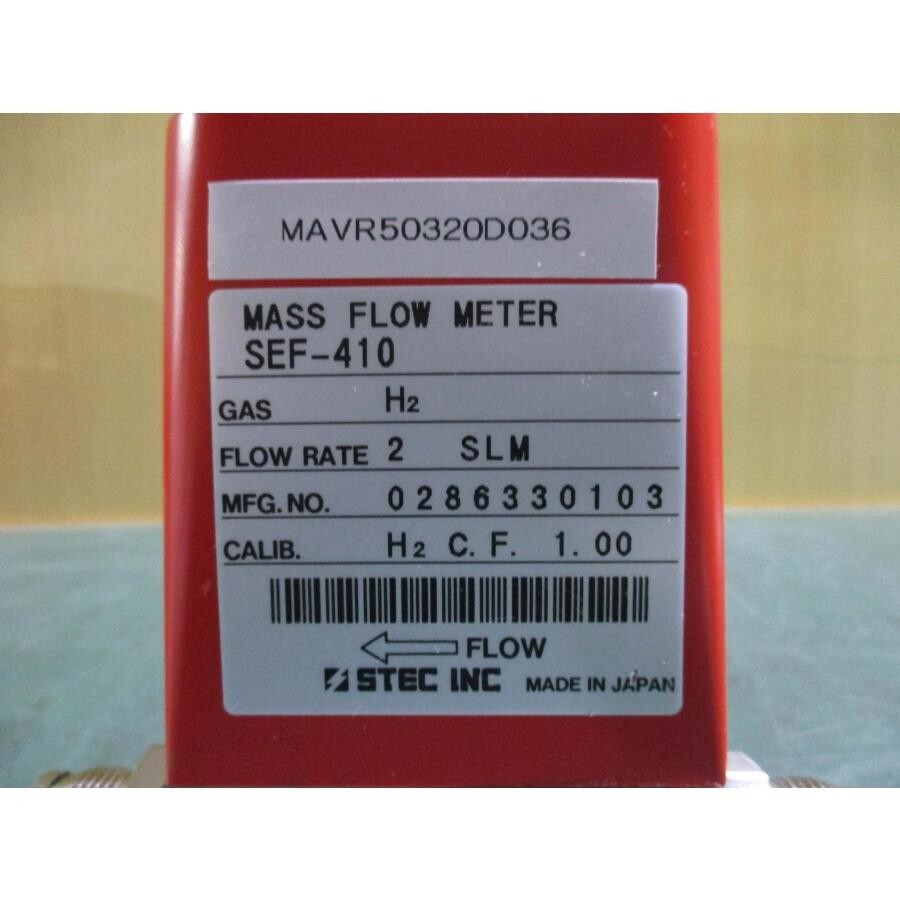 MAVR50320D036
MASS FLOW METER
SEF-410
GAS H₂
FLOW RATE 2 SLM
MFG. NO. 0286330103
CALIB. H₂ C.F. 1.00
FLOW
STEC INC MADE IN JAPAN